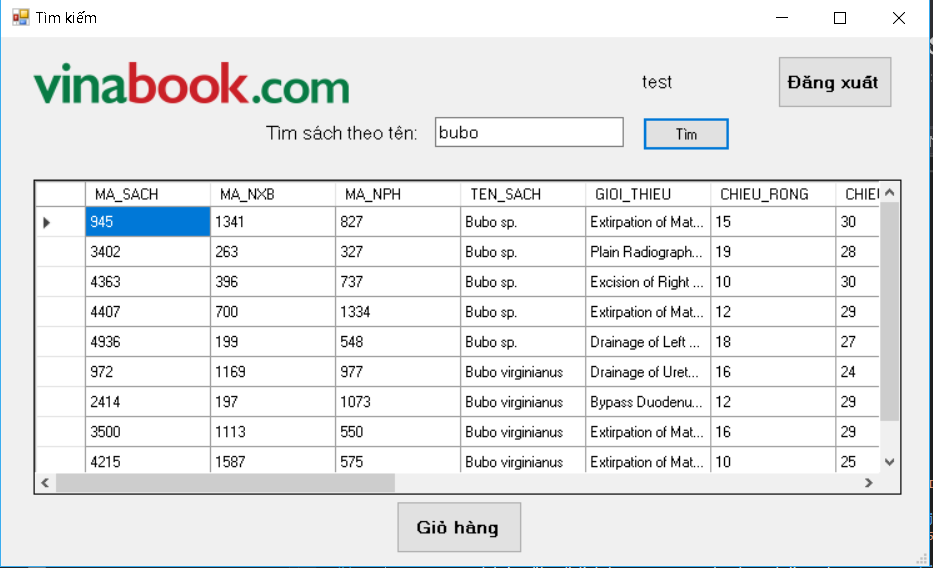 Tìm kiếm
vinabook.com
test
Đăng xuất
Tìm sách theo tên: bubo Tìm
MA_SACH MA_NXB MA_NPH TEN_SACH GIOI_THIEU CHIEU_RONG CHIEU
945 1341 827 Bubo sp. Extirpation of Mat... 15 30
3402 263 327 Bubo sp. Plain Radiograph... 19 28
4363 396 737 Bubo sp. Excision of Right ... 10 30
4407 700 1334 Bubo sp. Extirpation of Mat... 12 29
4936 199 548 Bubo sp. Drainage of Left ... 18 27
972 1169 977 Bubo virginianus Drainage of Uret... 16 24
2414 197 1073 Bubo virginianus Bypass Duodenu... 12 29
3500 1113 550 Bubo virginianus Extirpation of Mat... 16 29
4215 1587 575 Bubo virginianus Extirpation of Mat... 10 25
Giỏ hàng